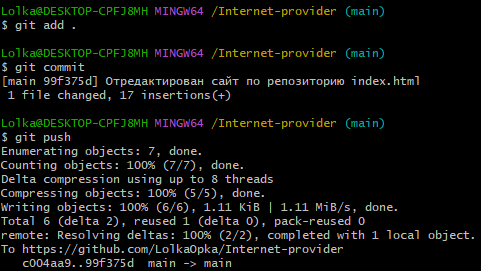 Lolka@DESKTOP-CPFJ8MH MINGW64 /Internet-provider (main)
$ git add .
Lolka@DESKTOP-CPFJ8MH MINGW64 /Internet-provider (main)
$ git commit
[main 99f375d] Отредактирован сайт по репозиторию index.html
 1 file changed, 17 insertions(+)
Lolka@DESKTOP-CPFJ8MH MINGW64 /Internet-provider (main)
$ git push
Enumerating objects: 7, done.
Counting objects: 100% (7/7), done.
Delta compression using up to 8 threads
Compressing objects: 100% (5/5), done.
Writing objects: 100% (6/6), 1.11 KiB | 1.11 MiB/s, done.
Total 6 (delta 2), reused 1 (delta 0), pack-reused 0
remote: Resolving deltas: 100% (2/2), completed with 1 local object.
To https://github.com/LolkaOpka/Internet-provider
   c004aa9..99f375d  main -> main